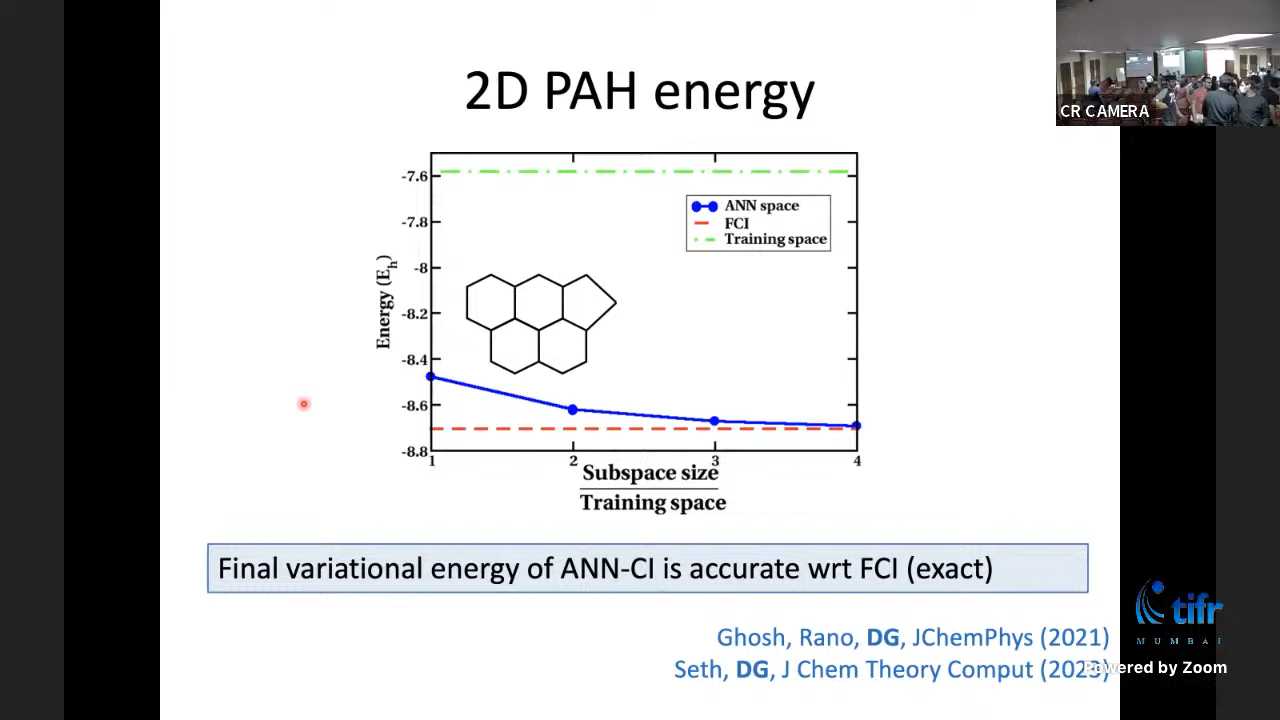 2D PAH energy
CR CAMERA
-7.6
-7.8
-8
-8.2
-8.4
-8.6
-8.8
Energy (Eh)
ANN space
FCI
Training space
1 2 3 4
Subspace size
Training space
Final variational energy of ANN-CI is accurate wrt FCI (exact)
Ghosh, Rano, DG, JChemPhys (2021)
Seth, DG, J Chem Theory Comput
tifr
MUMBAI
Powered by Zoom